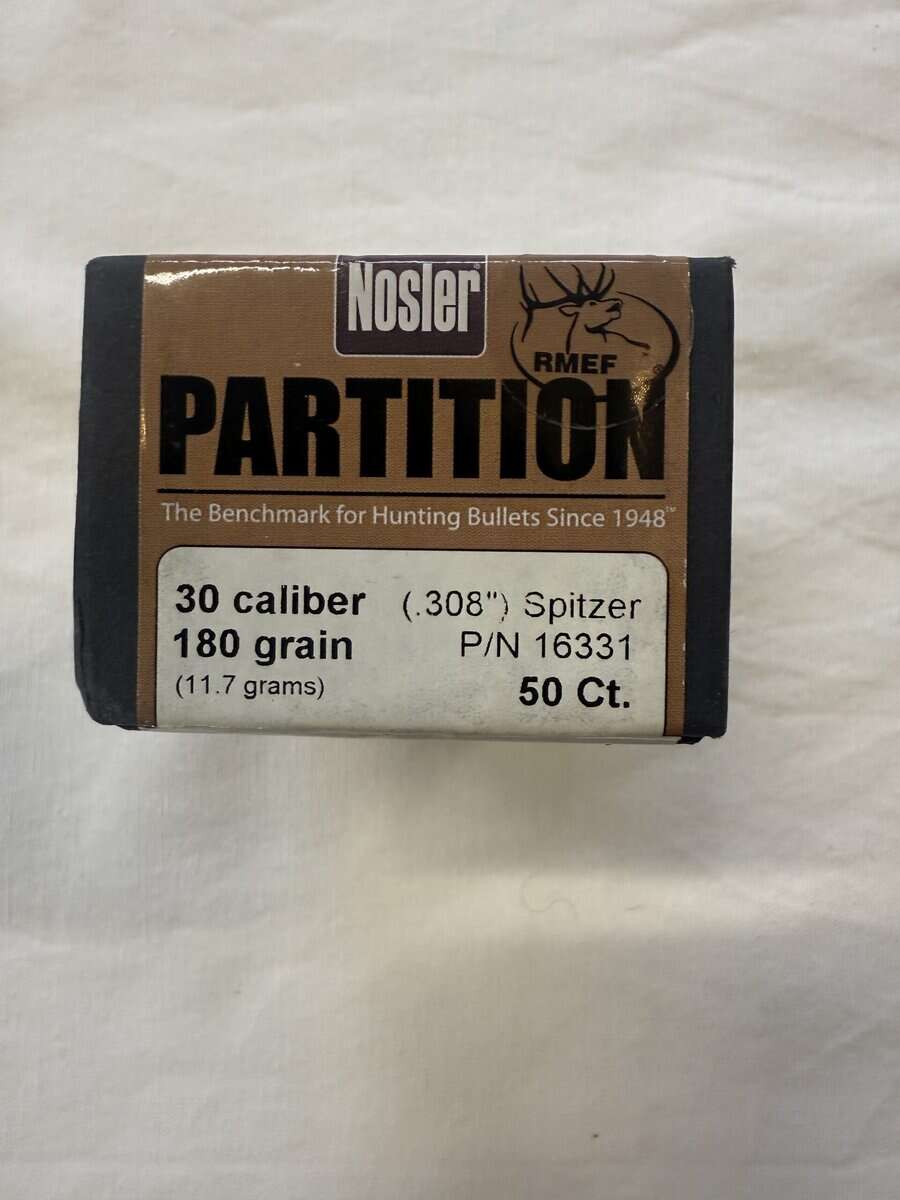 Nosler®
RMEF®
PARTITION
The Benchmark for Hunting Bullets Since 1948™
30 caliber (.308") Spitzer
180 grain P/N 16331
(11.7 grams) 50 Ct.